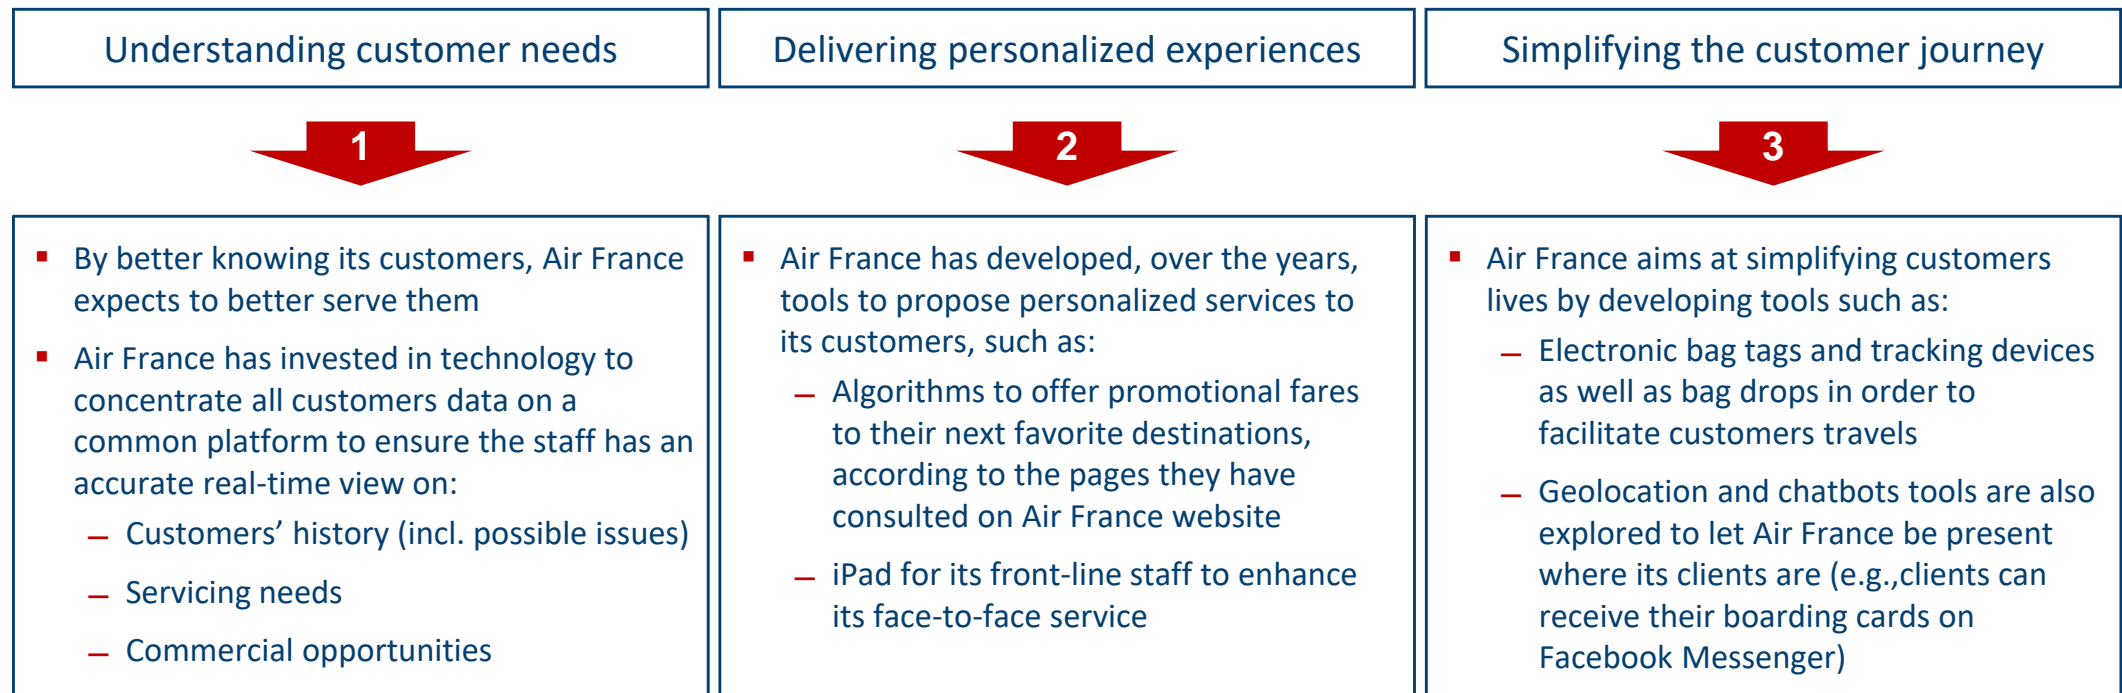 Understanding customer needs
1
▪ By better knowing its customers, Air France
expects to better serve them
▪ Air France has invested in technology to
concentrate all customers data on a
common platform to ensure the staff has an
accurate real-time view on:
– Customers’ history (incl. possible issues)
– Servicing needs
– Commercial opportunities
Delivering personalized experiences
2
▪ Air France has developed, over the years,
tools to propose personalized services to
its customers, such as:
– Algorithms to offer promotional fares
to their next favorite destinations,
according to the pages they have
consulted on Air France website
– iPad for its front-line staff to enhance
its face-to-face service
Simplifying the customer journey
3
▪ Air France aims at simplifying customers
lives by developing tools such as:
– Electronic bag tags and tracking devices
as well as bag drops in order to
facilitate customers travels
– Geolocation and chatbots tools are also
explored to let Air France be present
where its clients are (e.g.,clients can
receive their boarding cards on
Facebook Messenger)